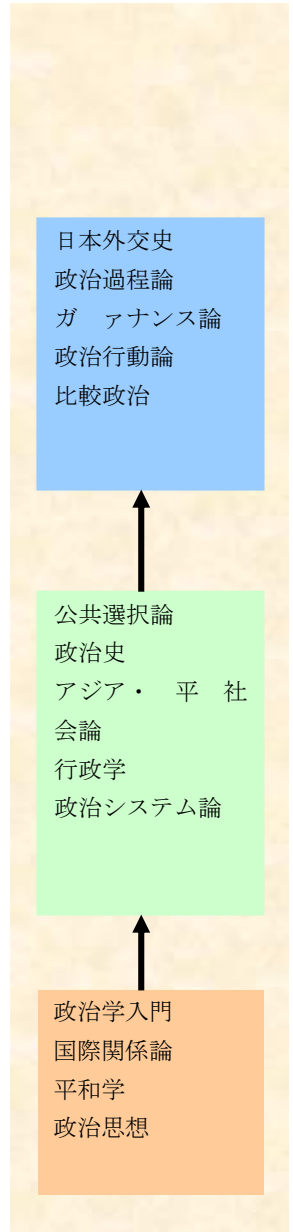 日本外交史
政治過程論
ガ　ァナンス論
政治行動論
比較政治
公共選択論
政治史
アジア・　平　社
会論
行政学
政治システム論
政治学入門
国際関係論
平和学
政治思想